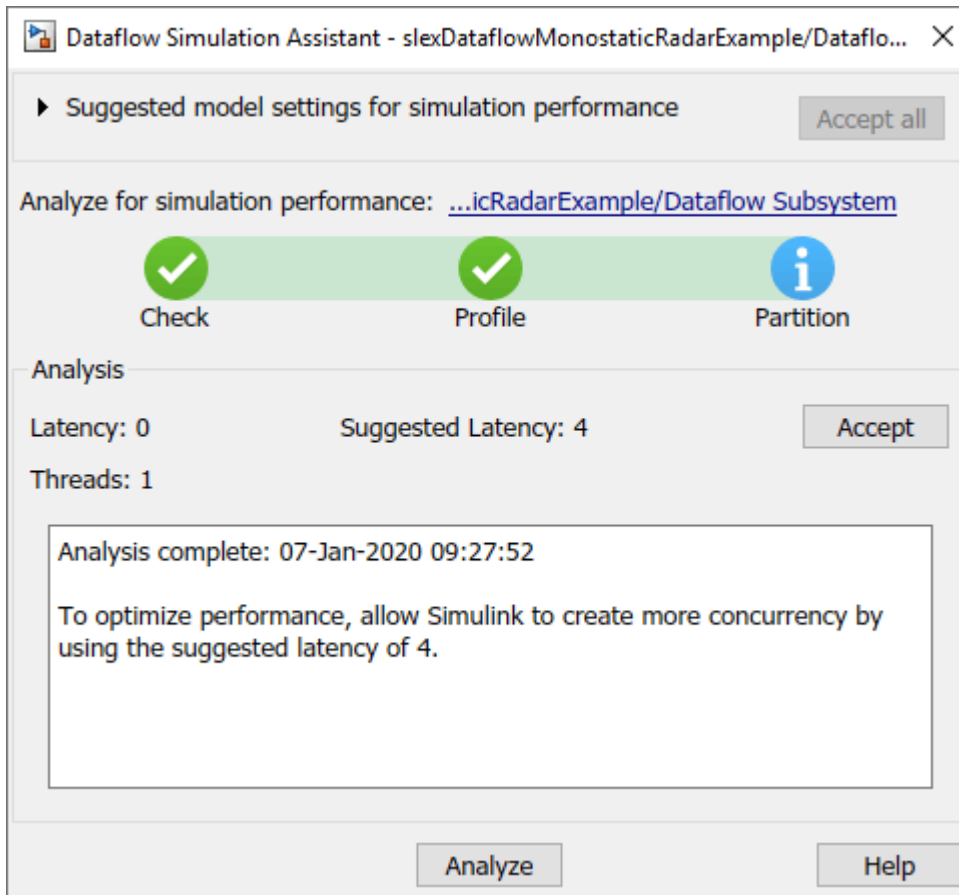 Dataflow Simulation Assistant - slexDataflowMonostaticRadarExample/Dataflo...
Suggested model settings for simulation performance
Accept all
Analyze for simulation performance: ...icRadarExample/Dataflow Subsystem
Check Profile Partition
Analysis
Latency: 0 Suggested Latency: 4 Accept
Threads: 1
Analysis complete: 07-Jan-2020 09:27:52
To optimize performance, allow Simulink to create more concurrency by
using the suggested latency of 4.
Analyze Help